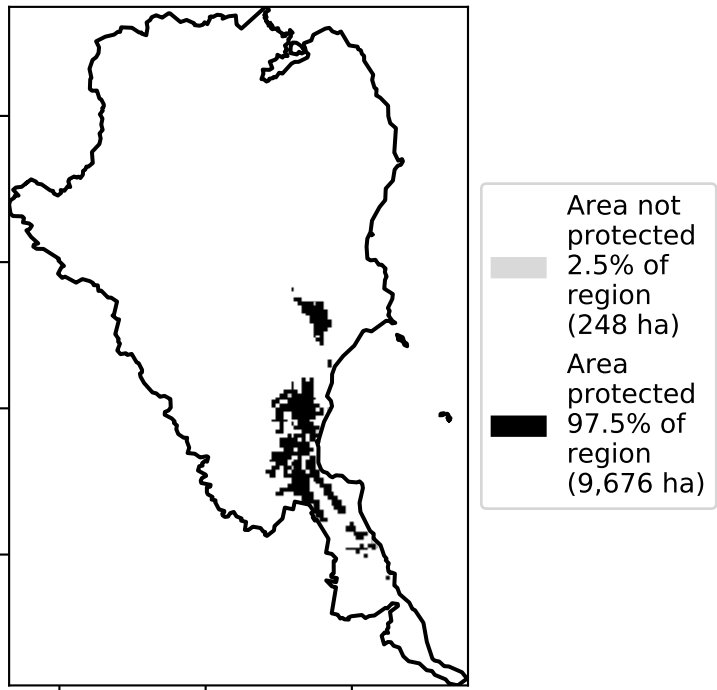 Area not
protected
2.5% of
region
(248 ha)
Area
protected
97.5% of
region
(9,676 ha)